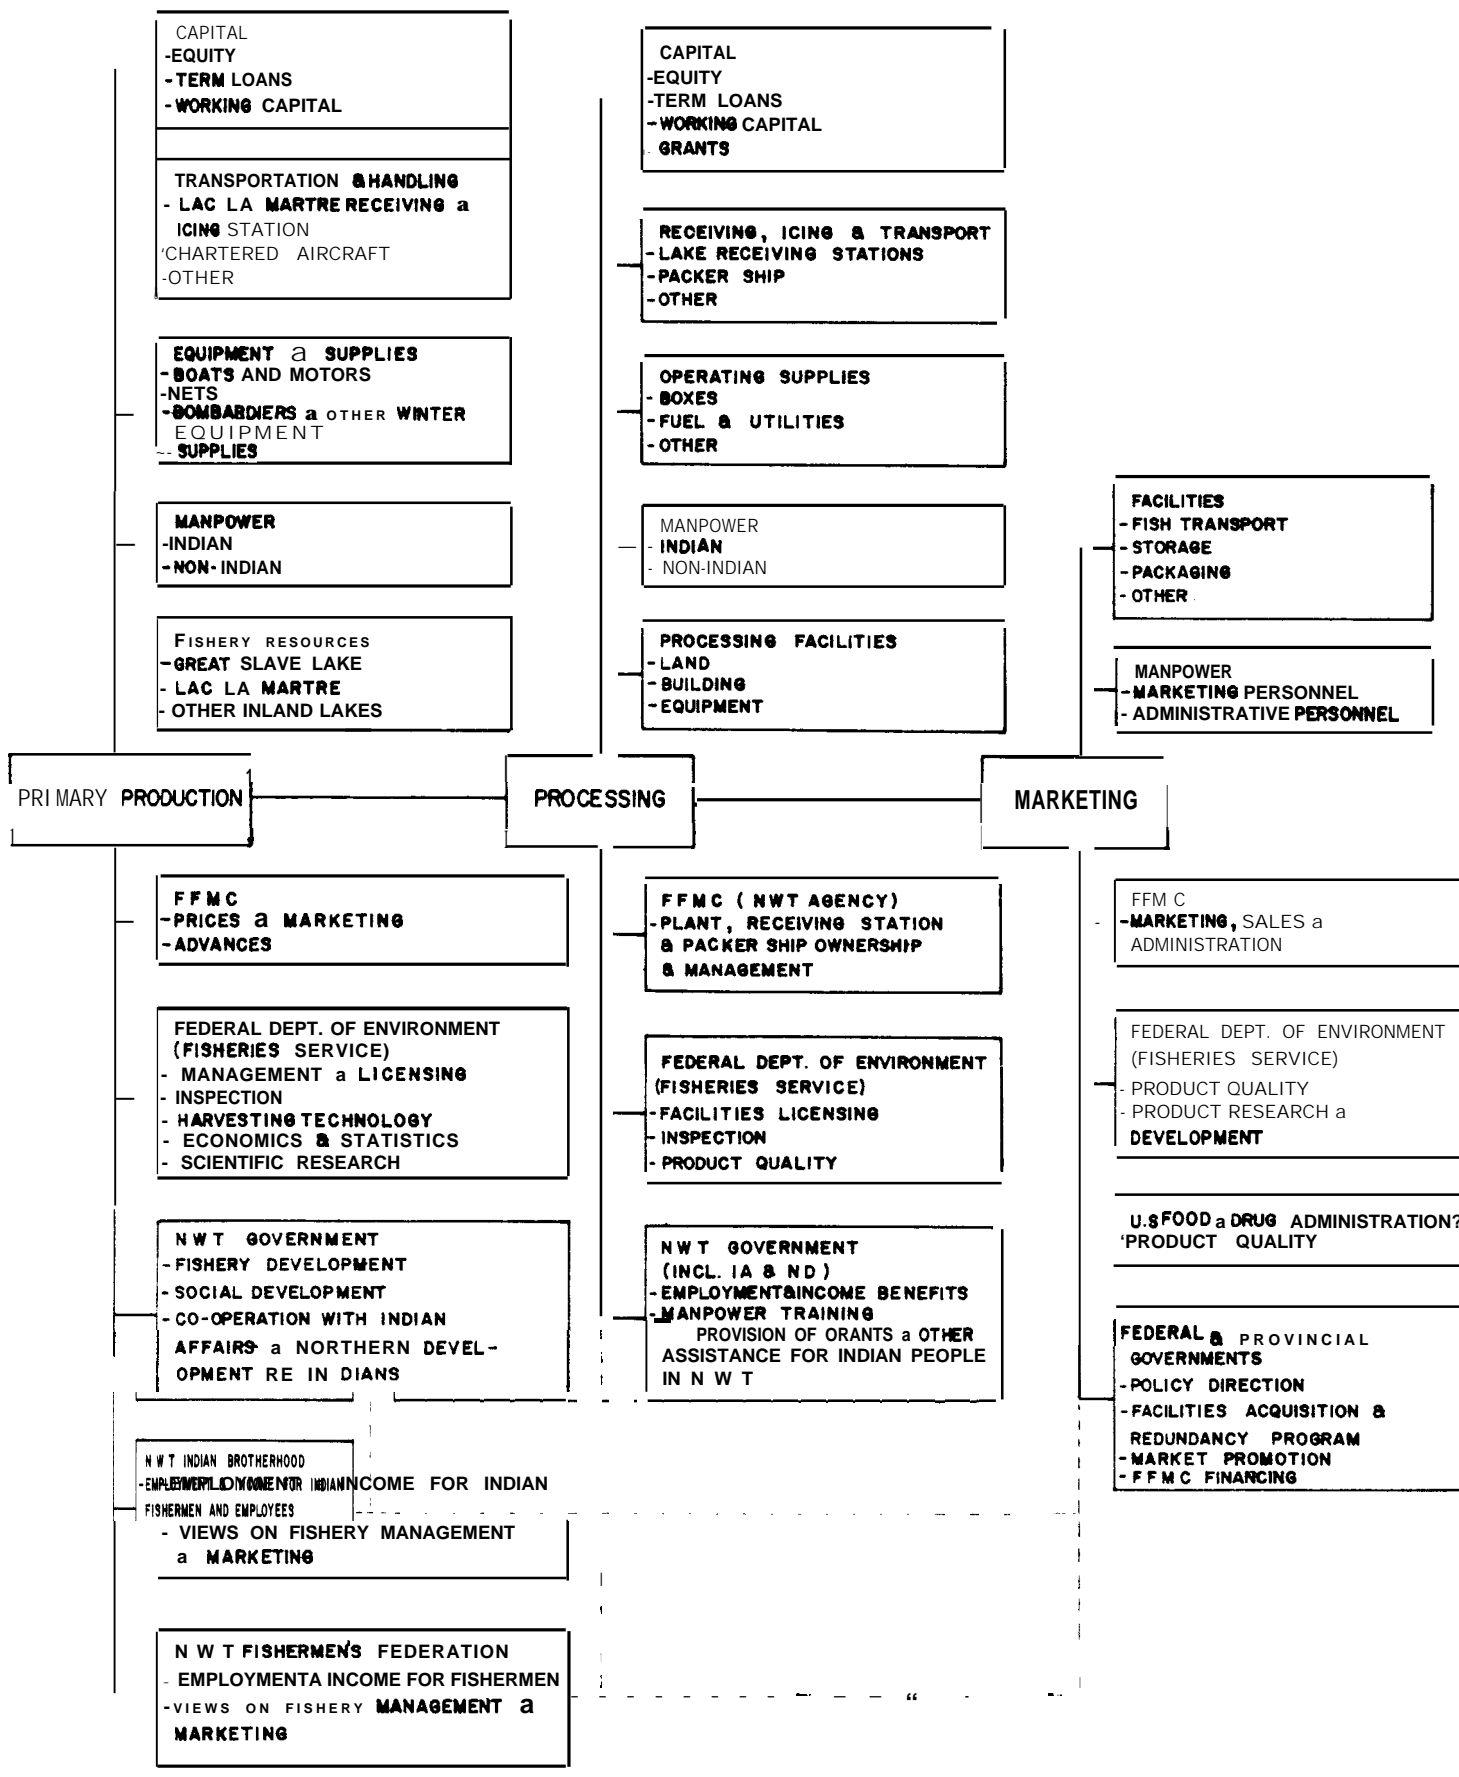 CAPITAL
-EQUITY
-TERM LOANS
-WORKING CAPITAL
TRANSPORTATION & HANDLING
- LAC LA MARTRE RECEIVING a
ICING STATION
'CHARTERED AIRCRAFT
-OTHER
EQUIPMENT a SUPPLIES
-BOATS AND MOTORS
-NETS
-BOMBARDIERS a OTHER WINTER
EQUIPMENT
-- SUPPLIES
MANPOWER
-INDIAN
-NON-INDIAN
FISHERY RESOURCES
-GREAT SLAVE LAKE
- LAC LA MARTRE
- OTHER INLAND LAKES
CAPITAL
-EQUITY
-TERM LOANS
-WORKING CAPITAL
- GRANTS
RECEIVING, ICING & TRANSPORT
-LAKE RECEIVING STATIONS
-PACKER SHIP
-OTHER
OPERATING SUPPLIES
- BOXES
-FUEL & UTILITIES
-OTHER
MANPOWER
- INDIAN
- NON-INDIAN
PROCESSING FACILITIES
-LAND
-BUILDING
-EQUIPMENT
FACILITIES
-FISH TRANSPORT
-STORAGE
-PACKAGING
-OTHER
MANPOWER
-MARKETING PERSONNEL
-ADMINISTRATIVE PERSONNEL
PRIMARY PRODUCTION
PROCESSING
MARKETING
FFMC
-PRICES a MARKETING
-ADVANCES
FEDERAL DEPT. OF ENVIRONMENT
(FISHERIES SERVICE)
- MANAGEMENT a LICENSING
- INSPECTION
-HARVESTING TECHNOLOGY
- ECONOMICS & STATISTICS
- SCIENTIFIC RESEARCH
NWT GOVERNMENT
-FISHERY DEVELOPMENT
-SOCIAL DEVELOPMENT
-CO-OPERATION WITH INDIAN
AFFAIRS a NORTHERN DEVEL-
OPMENT RE IN DIANS
NWT INDIAN BROTHERHOOD
-EMPLOYMENT & INCOME FOR INDIAN
FISHERMEN AND EMPLOYEES
- VIEWS ON FISHERY MANAGEMENT
a MARKETING
N W T FISHERMEN'S FEDERATION
- EMPLOYMENTA INCOME FOR FISHERMEN
-VIEWS ON FISHERY MANAGEMENT a
MARKETING
FFMC (NWT AGENCY)
-PLANT, RECEIVING STATION
& PACKER SHIP OWNERSHIP
& MANAGEMENT
FEDERAL DEPT. OF ENVIRONMENT
(FISHERIES SERVICE)
-FACILITIES LICENSING
-INSPECTION
-PRODUCT QUALITY
NWT GOVERNMENT
(INCL. IA & ND)
-EMPLOYMENT&INCOME BENEFITS
-MANPOWER TRAINING
PROVISION OF ORANTS a OTHER
ASSISTANCE FOR INDIAN PEOPLE
IN N W T
FFM C
-MARKETING, SALES a
ADMINISTRATION
FEDERAL DEPT. OF ENVIRONMENT
(FISHERIES SERVICE)
- PRODUCT QUALITY
- PRODUCT RESEARCH a
DEVELOPMENT
U.S FOOD a DRUG ADMINISTRATION?
'PRODUCT QUALITY
FEDERAL & PROVINCIAL
GOVERNMENTS
-POLICY DIRECTION
-FACILITIES ACQUISITION &
REDUNDANCY PROGRAM
-MARKET PROMOTION
-FFMC FINANCING